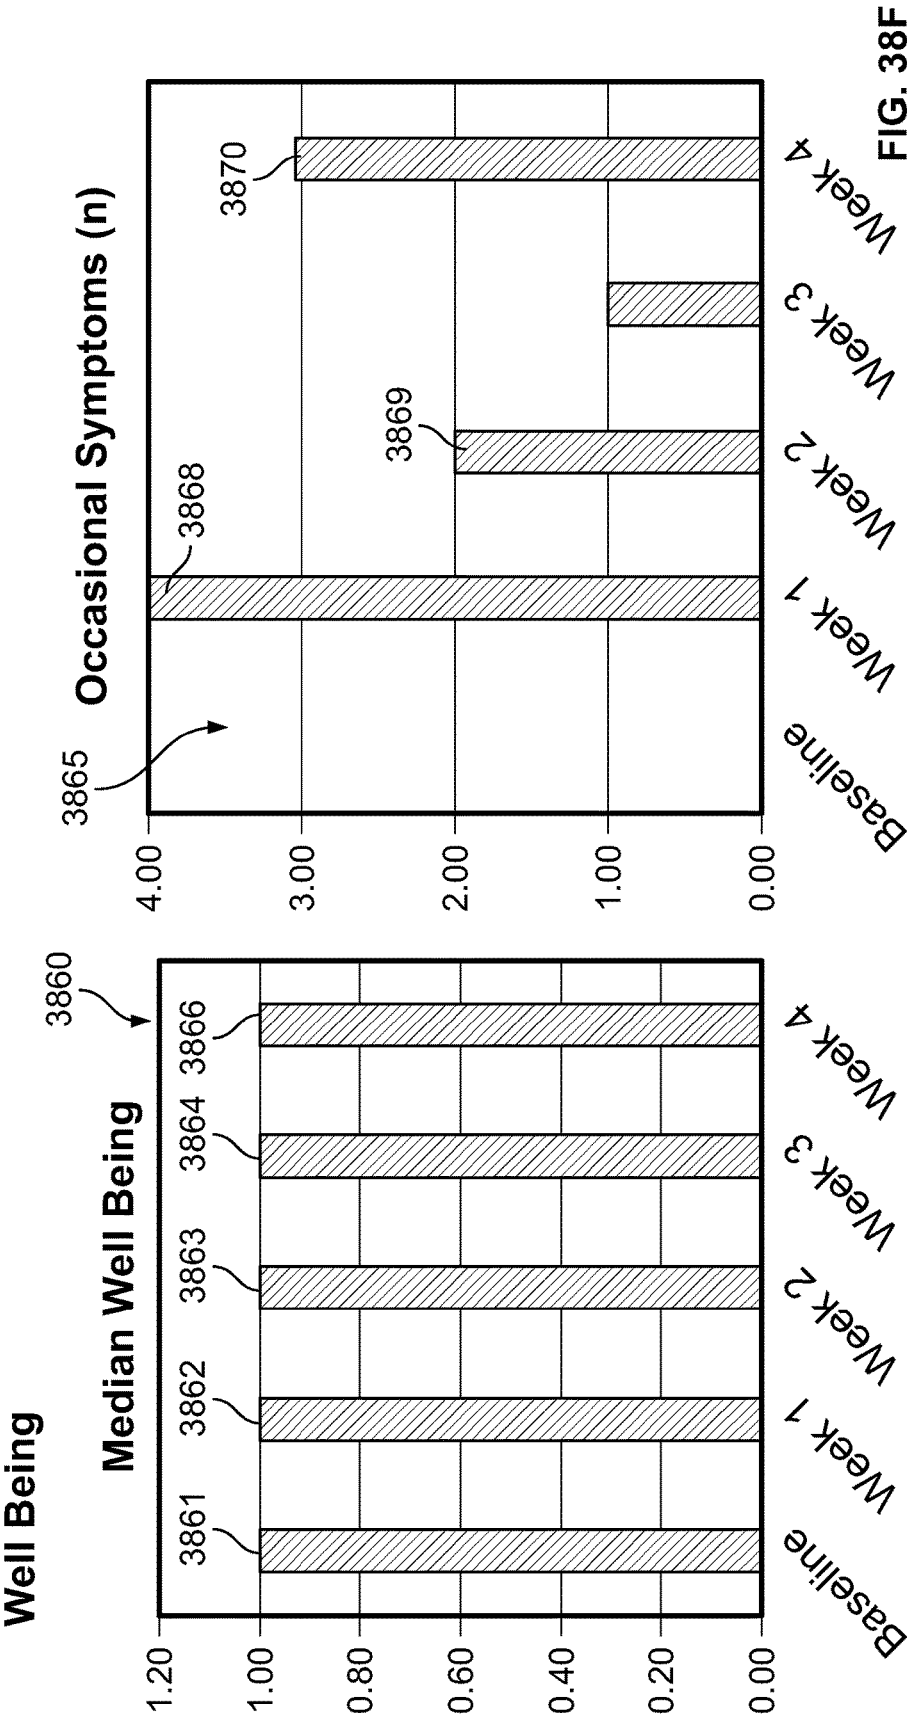 Well Being
Median Well Being
3860
1.20
1.00
0.80
0.60
0.40
0.20
0.00
3861
3862
3863
3864
3866
Baseline
Week 1
Week 2
Week 3
Week 4
Occasional Symptoms (n)
3865
4.00
3.00
2.00
1.00
0.00
3868
3869
3870
Baseline
Week 1
Week 2
Week 3
Week 4
FIG. 38F